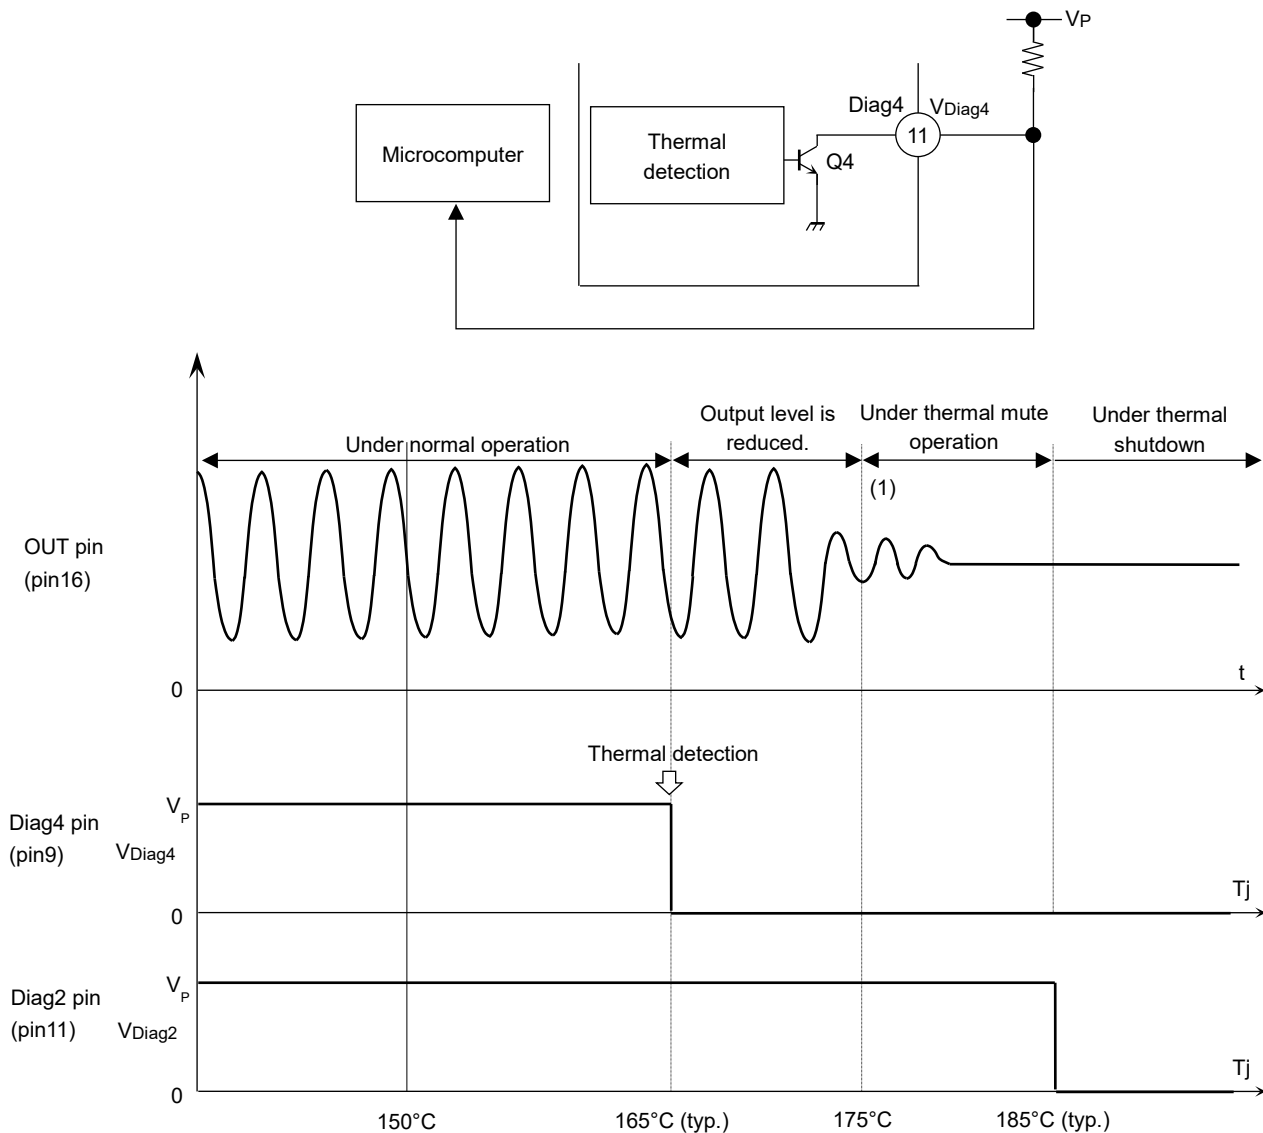 VP
Diag4
VDiag4
11
Microcomputer
Thermal
detection
Q4
Under normal operation
Output level is
reduced.
Under thermal mute
operation
Under thermal
shutdown
(1)
OUT pin
(pin16)
0
t
Thermal detection
Diag4 pin
(pin9)
VP
VDiag4
0
Tj
Diag2 pin
(pin11)
VP
VDiag2
0
Tj
150°C
165°C (typ.)
175°C
185°C (typ.)